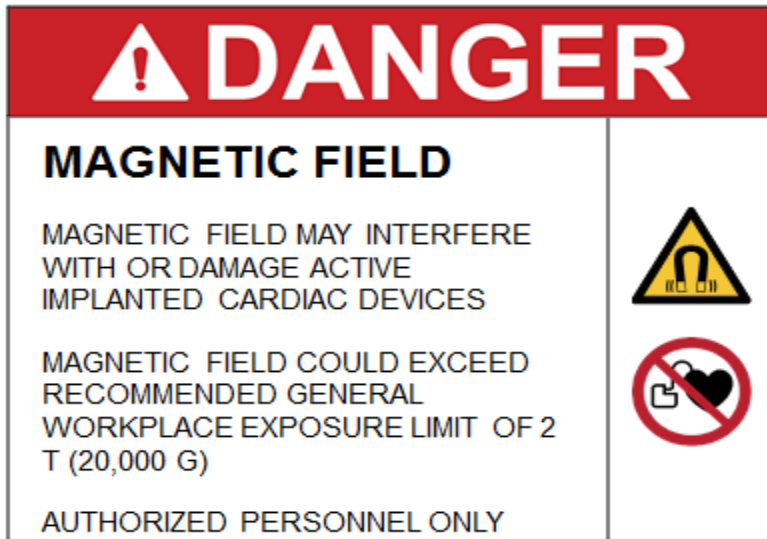 DANGER
MAGNETIC FIELD
MAGNETIC FIELD MAY INTERFERE
WITH OR DAMAGE ACTIVE
IMPLANTED CARDIAC DEVICES
MAGNETIC FIELD COULD EXCEED
RECOMMENDED GENERAL
WORKPLACE EXPOSURE LIMIT OF 2
T (20,000 G)
AUTHORIZED PERSONNEL ONLY